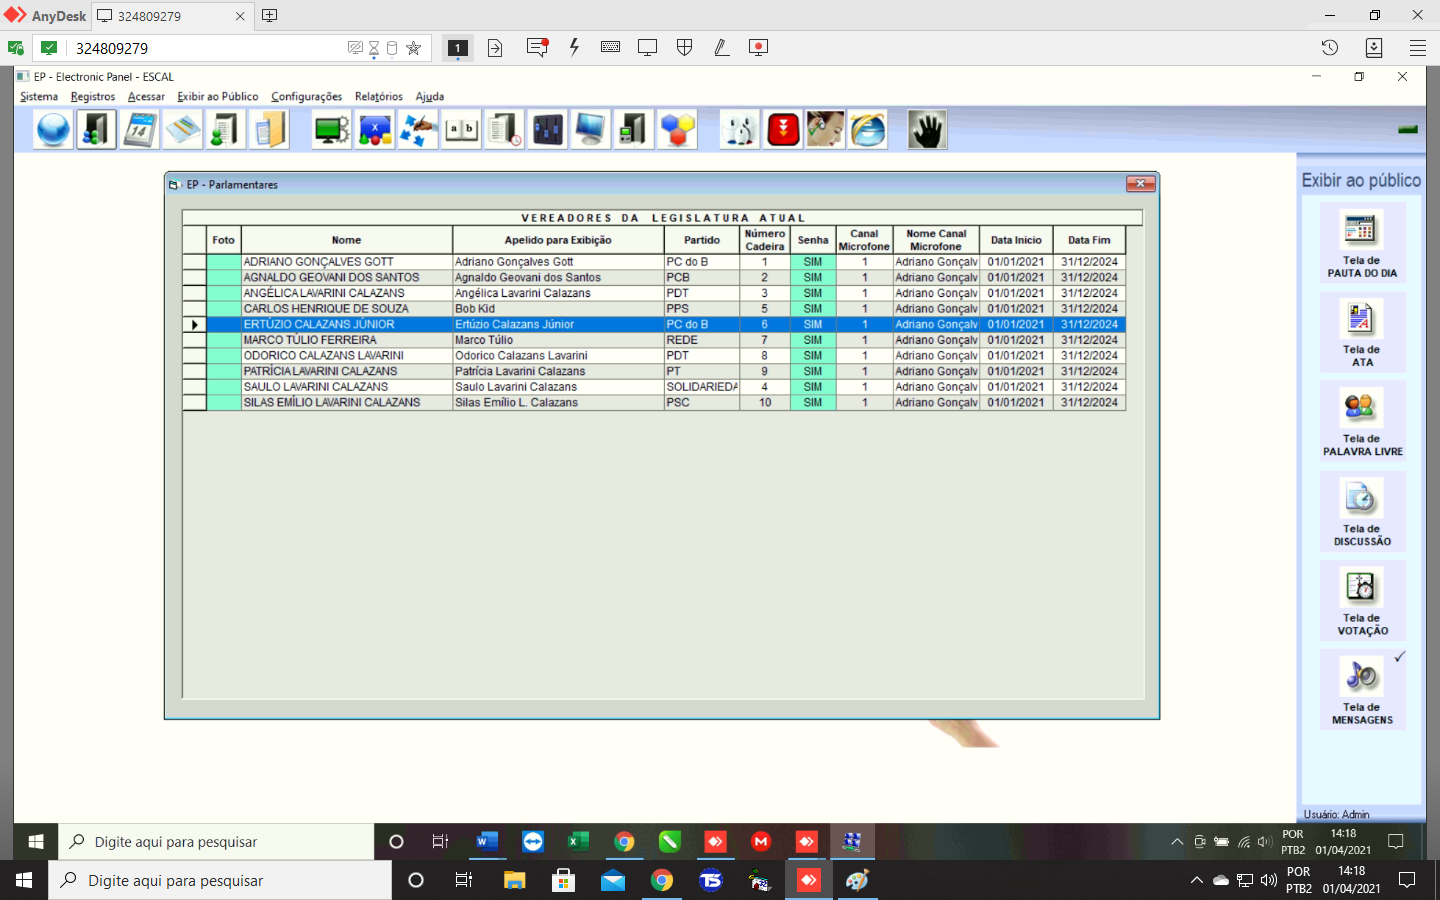 AnyDesk 324809279
324809279 1
EP - Electronic Panel - ESCAL
Sistema Registros Acessar Exibir ao Público Configurações Relatórios Ajuda
14 x a b
Exibir ao público
EP - Parlamentares
VEREADORES DA LEGISLATURA ATUAL
Foto Nome Apelido para Exibição Partido Número Cadeira Senha Canal Microfone Nome Canal Microfone Data Inicio Data Fim
ADRIANO GONÇALVES GOTT Adriano Gonçalves Gott PC do B 1 SIM 1 Adriano Gonçalv 01/01/2021 31/12/2024
AGNALDO GEOVANI DOS SANTOS Agnaldo Geovani dos Santos PCB 2 SIM 1 Adriano Gonçalv 01/01/2021 31/12/2024
ANGÉLICA LAVARINI CALAZANS Angélica Lavarini Calazans PDT 3 SIM 1 Adriano Gonçalv 01/01/2021 31/12/2024
CARLOS HENRIQUE DE SOUZA Bob Kid PPS 5 SIM 1 Adriano Gonçalv 01/01/2021 31/12/2024
ERTÚZIO CALAZANS JÚNIOR Ertúzio Calazans Júnior PC do B 6 SIM 1 Adriano Gonçalv 01/01/2021 31/12/2024
MARCO TÚLIO FERREIRA Marco Túlio REDE 7 SIM 1 Adriano Gonçalv 01/01/2021 31/12/2024
ODORICO CALAZANS LAVARINI Odorico Calazans Lavarini PDT 8 SIM 1 Adriano Gonçalv 01/01/2021 31/12/2024
PATRÍCIA LAVARINI CALAZANS Patrícia Lavarini Calazans PT 9 SIM 1 Adriano Gonçalv 01/01/2021 31/12/2024
SAULO LAVARINI CALAZANS Saulo Lavarini Calazans SOLIDARIEDA 4 SIM 1 Adriano Gonçalv 01/01/2021 31/12/2024
SILAS EMÍLIO LAVARINI CALAZANS Silas Emílio L. Calazans PSC 10 SIM 1 Adriano Gonçalv 01/01/2021 31/12/2024
Tela de
PAUTA DO DIA
Tela de
ATA
Tela de
PALAVRA LIVRE
Tela de
DISCUSSÃO
Tela de
VOTAÇÃO
Tela de
MENSAGENS
Usuário: Admin
Digite aqui para pesquisar
POR 14:18
PTB2 01/04/2021
Digite aqui para pesquisar
POR 14:18
PTB2 01/04/2021